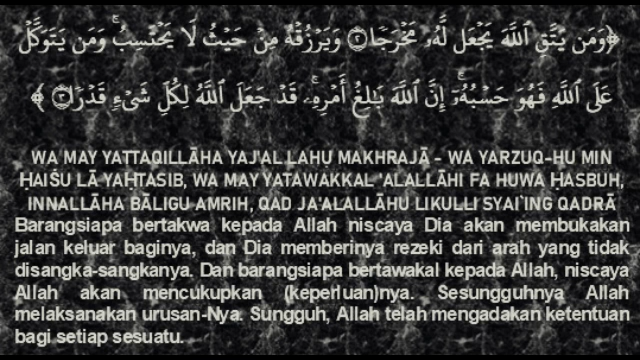 ﴿وَمَن يَتَّقِ ٱللَّهَ يَجْعَل لَّهُۥ مَخْرَجًا ۝٢ وَيَرْزُقْهُ مِنْ حَيْثُ لَا يَحْتَسِبُ ۚ وَمَن يَتَوَكَّلْ
عَلَى ٱللَّهِ فَهُوَ حَسْبُهُۥٓ ۚ إِنَّ ٱللَّهَ بَـٰلِغُ أَمْرِهِۦ ۚ قَدْ جَعَلَ ٱللَّهُ لِكُلِّ شَىْءٍ قَدْرًا ۝٣ ﴾
WA MAY YATTAQILLĀHA YAJ'AL LAHU MAKHRAJĀ - WA YARZUQ-HU MIN
ḤAIŚU LĀ YAḤTASIB, WA MAY YATAWAKKAL 'ALALLĀHI FA HUWA ḤASBUH,
INNALLĀHA BĀLIGU AMRIH, QAD JA'ALALLĀHU LIKULLI SYAI`ING QADRĀ
Barangsiapa bertakwa kepada Allah niscaya Dia akan membukakan
jalan keluar baginya, dan Dia memberinya rezeki dari arah yang tidak
disangka-sangkanya. Dan barangsiapa bertawakal kepada Allah, niscaya
Allah akan mencukupkan (keperluan)nya. Sesungguhnya Allah
melaksanakan urusan-Nya. Sungguh, Allah telah mengadakan ketentuan
bagi setiap sesuatu.